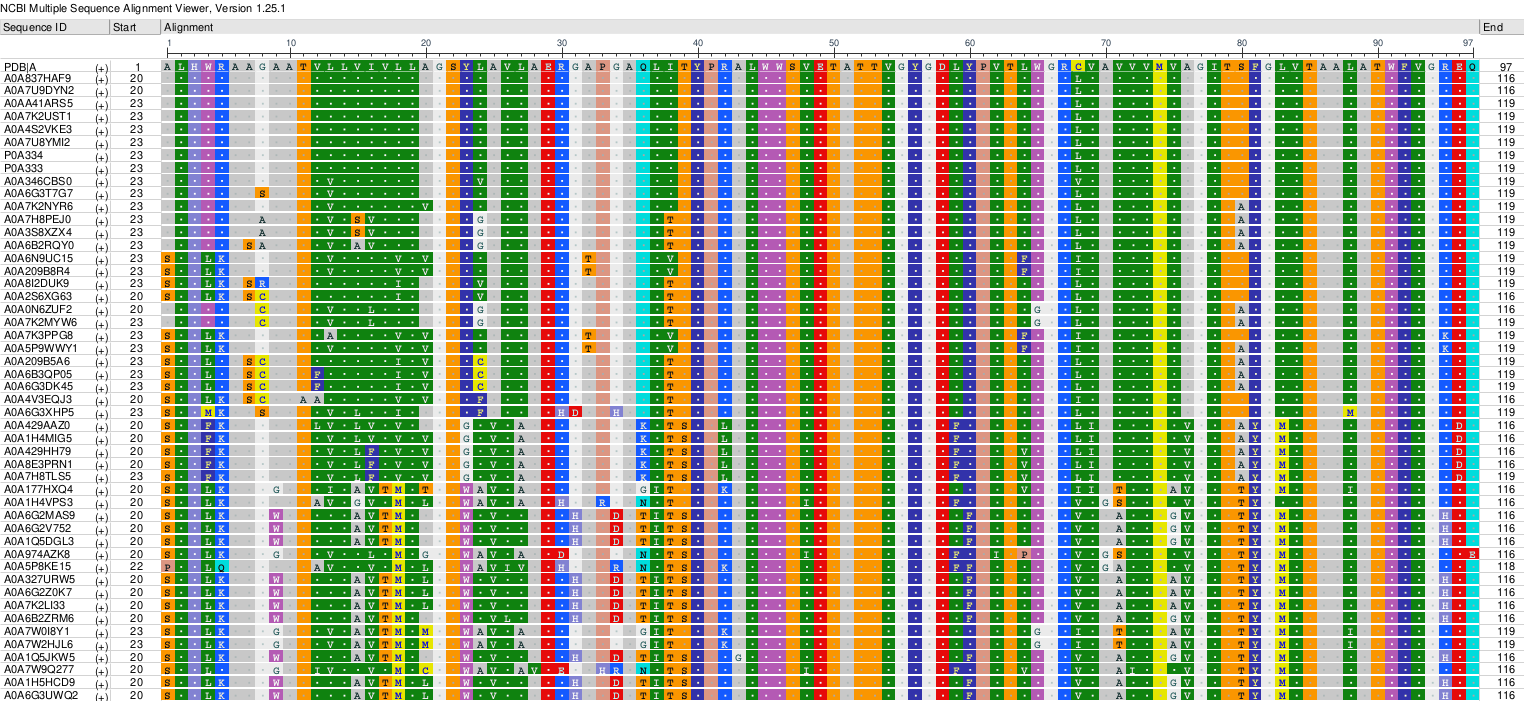 NCBI Multiple Sequence Alignment Viewer, Version 1.25.1
Sequence ID Start Alignment End
1 10 20 30 40 50 60 70 80 90 97
PDB|A (+) 1 A L H W R A A G A A T V L L V I V L L A G S Y L A V L A E R G A P G A Q L I T Y P R A L W W S V E T A T T V G Y G D L Y P V T L W G R C V A V V V M V A G I T S F G L V T A A L A T W F V G R E Q 97
A0A837HAF9 (+) 20 L 116
A0A7U9DYN2 (+) 20 L 116
A0AA41ARS5 (+) 23 L 119
A0A7K2UST1 (+) 23 L 119
A0A4S2VKE3 (+) 23 L 119
A0A7U8YMI2 (+) 23 L 119
P0A334 (+) 23 L 119
P0A333 (+) 23 L 119
A0A346CBS0 (+) 23 V V V 119
A0A6G3T7G7 (+) 23 S V V L 119
A0A7K2NYR6 (+) 23 V V L A 119
A0A7H8PEJ0 (+) 23 A V S V G T I A 119
A0A3S8XZX4 (+) 23 A V S G T I A 119
A0A6B2RQY0 (+) 23 S A V A V G T I A 119
A0A6N9UC15 (+) 23 S L K V V V T V F I 119
A0A209B8R4 (+) 23 S L K V V V T V F I 119
A0A8I2DUK9 (+) 23 S L K S R I V T I 119
A0A2S6XG63 (+) 20 S L K S C I V T L 116
A0A0N6ZUF2 (+) 20 C V L G T G L A 116
A0A7K2MYW6 (+) 23 C V L G T G L A 119
A0A7K3PPG8 (+) 23 S L K A V V T V F I K 119
A0A5P9WWY1 (+) 23 S L K V V V T V F I A K 119
A0A209B5A6 (+) 23 S L S C I V C T L A 119
A0A6B3QP05 (+) 23 S L S C F I V C T L A 119
A0A6G3DK45 (+) 23 S L S C F I V C T L A 119
A0A4V3EQJ3 (+) 20 S L K S C A A V V F T L A 116
A0A6G3XHP5 (+) 23 S M K S V L I F H D H T L M 119
A0A429AAZ0 (+) 20 S F K L L V L V G V A K T S L F L I V A Y M D 116
A0A1H4MIG5 (+) 20 S F K V L V V V G V A K T S L F L I V A Y M D 116
A0A429HH79 (+) 20 S F K V L F V V G V A K T S L F V I V A Y M D 116
A0A8E3PRN1 (+) 20 S F K V L F V V G V A K T S L F V I V A Y M D 116
A0A7H8TLS5 (+) 23 S F K V L F V V G V A K T S L F V I V A Y M D 119
A0A177HXQ4 (+) 20 S L K G I A V T M T W A V A G I T K V I I T A V T Y I 116
A0A1H4VPS3 (+) 20 S L K A V G I M L W A V A H R N T I F V G S V T Y M 116
A0A6G2MAS9 (+) 20 S L K W A V T M W V H D T I T S F V A G V T Y M H 116
A0A6G2V752 (+) 20 S L K W A V T M W V H D T I T S F V A G V T Y M H 116
A0A1Q5DGL3 (+) 20 S L K W A V T M W V H D T I T S F V A G V T Y M H 116
A0A974AZK8 (+) 20 S L K G V L M G W A V A D N T I F I P V G S V T Y M E 116
A0A5P8KE15 (+) 22 P L Q A V V M L W A V I V H R N T K F F V G A V T Y M 118
A0A327URW5 (+) 20 S L K W A V T M L W V H D T I T S F V A A V T Y M H 116
A0A6G2Z0K7 (+) 20 S L K W A V T M L W V H D T I T S F V A A V T Y M H 116
A0A7K2LI33 (+) 20 S L K W A V T M L W V H D T I T S F V A A V T Y M H 116
A0A6B2ZRM6 (+) 20 S L K W A V T M W V L H D T I T S F V A G V T Y M H 116
A0A7W0I8Y1 (+) 23 S L K G V A V T M M W A V A G I T K G I T A V T Y I 119
A0A7W2HJL6 (+) 23 S L K G V A V T M M W A V A G I T K G I T A V T Y I 119
A0A1Q5JKW5 (+) 20 S L K W A V T M W V H D T I T S G F V A G V T Y M H 116
A0A7W9Q277 (+) 20 S L G I V V T C W A V A V E H R N T S I F V V A I V T Y M 116
A0A1H5HCD9 (+) 20 S L K W A V T M L W V H D T I T S F V A G V T Y M H 116
A0A6G3UWQ2 (+) 20 S L K W A V T M L W V H D T I T S F V A G V T Y M H 116